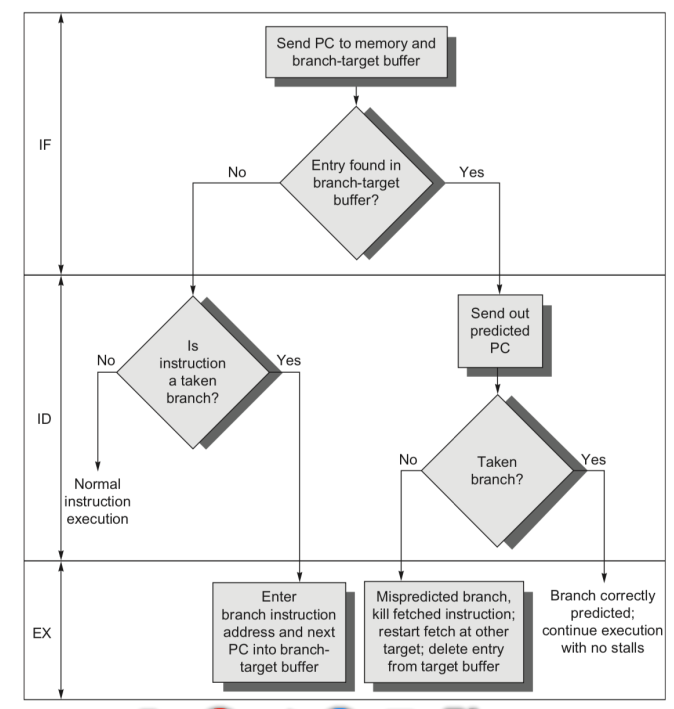 Send PC to memory and
branch-target buffer
IF
Entry found in
branch-target
buffer?
No
Yes
Send out
predicted
PC
Is
instruction
a taken
branch?
No
Yes
ID
Taken
branch?
No
Yes
Normal
instruction
execution
EX
Enter
branch instruction
address and next
PC into branch-
target buffer
Mispredicted branch,
kill fetched instruction;
restart fetch at other
target; delete entry
from target buffer
Branch correctly
predicted;
continue execution
with no stalls